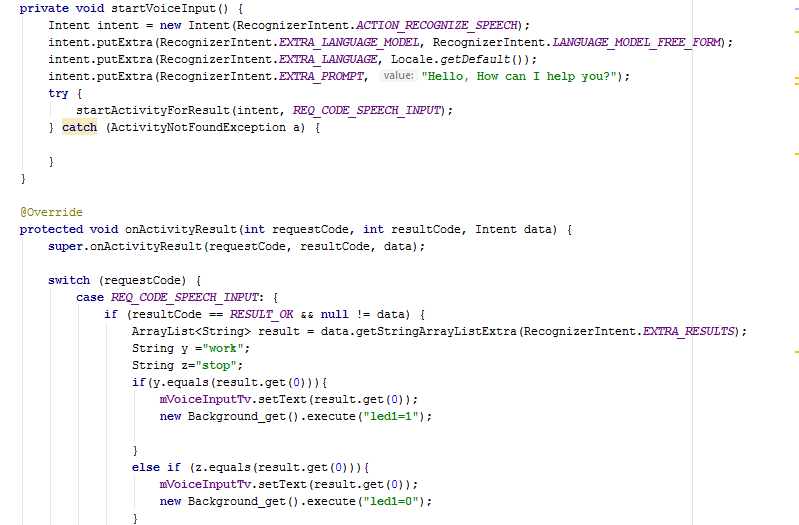 private void startVoiceInput() {
    Intent intent = new Intent(RecognizerIntent.ACTION_RECOGNIZE_SPEECH);
    intent.putExtra(RecognizerIntent.EXTRA_LANGUAGE_MODEL, RecognizerIntent.LANGUAGE_MODEL_FREE_FORM);
    intent.putExtra(RecognizerIntent.EXTRA_LANGUAGE, Locale.getDefault());
    intent.putExtra(RecognizerIntent.EXTRA_PROMPT, value: "Hello, How can I help you?");
    try {
        startActivityForResult(intent, REQ_CODE_SPEECH_INPUT);
    } catch (ActivityNotFoundException a) {

    }
}

@Override
protected void onActivityResult(int requestCode, int resultCode, Intent data) {
    super.onActivityResult(requestCode, resultCode, data);

    switch (requestCode) {
        case REQ_CODE_SPEECH_INPUT: {
            if (resultCode == RESULT_OK && null != data) {
                ArrayList<String> result = data.getStringArrayListExtra(RecognizerIntent.EXTRA_RESULTS);
                String y ="work";
                String z="stop";
                if(y.equals(result.get(0))){
                    mVoiceInputTv.setText(result.get(0));
                    new Background_get().execute("led1=1");

                }
                else if (z.equals(result.get(0))){
                    mVoiceInputTv.setText(result.get(0));
                    new Background_get().execute("led1=0");
                }